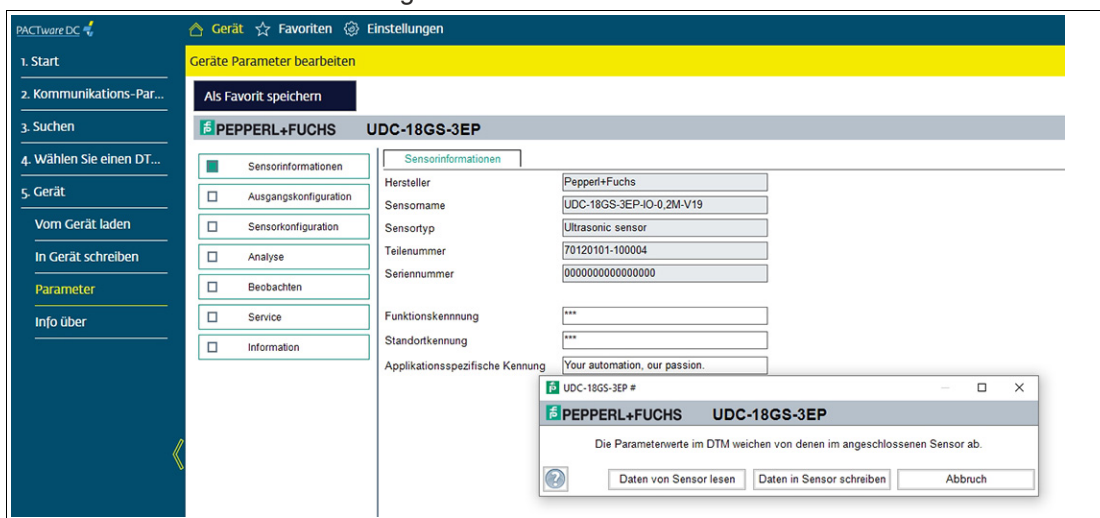 PACTware DC
Gerät Favoriten Einstellungen
1. Start
2. Kommunikations-Par...
3. Suchen
4. Wählen Sie einen DT...
5. Gerät
Vom Gerät laden
In Gerät schreiben
Parameter
Info über
Geräte Parameter bearbeiten
Als Favorit speichern
PEPPERL+FUCHS UDC-18GS-3EP
Sensorinformationen
Ausgangskonfiguration
Sensorkonfiguration
Analyse
Beobachten
Service
Information
Sensorinformationen
Hersteller Pepperl+Fuchs
Sensorname UDC-18GS-3EP-IO-0,2M-V19
Sensortyp Ultrasonic sensor
Teilenummer 70120101-100004
Seriennummer 0000000000000000
Funktionskennnung ***
Standortkennung ***
Applikationsspezifische Kennung Your automation, our passion.
UDC-18GS-3EP #
PEPPERL+FUCHS UDC-18GS-3EP
Die Parameterwerte im DTM weichen von denen im angeschlossenen Sensor ab.
Daten von Sensor lesen Daten in Sensor schreiben Abbruch